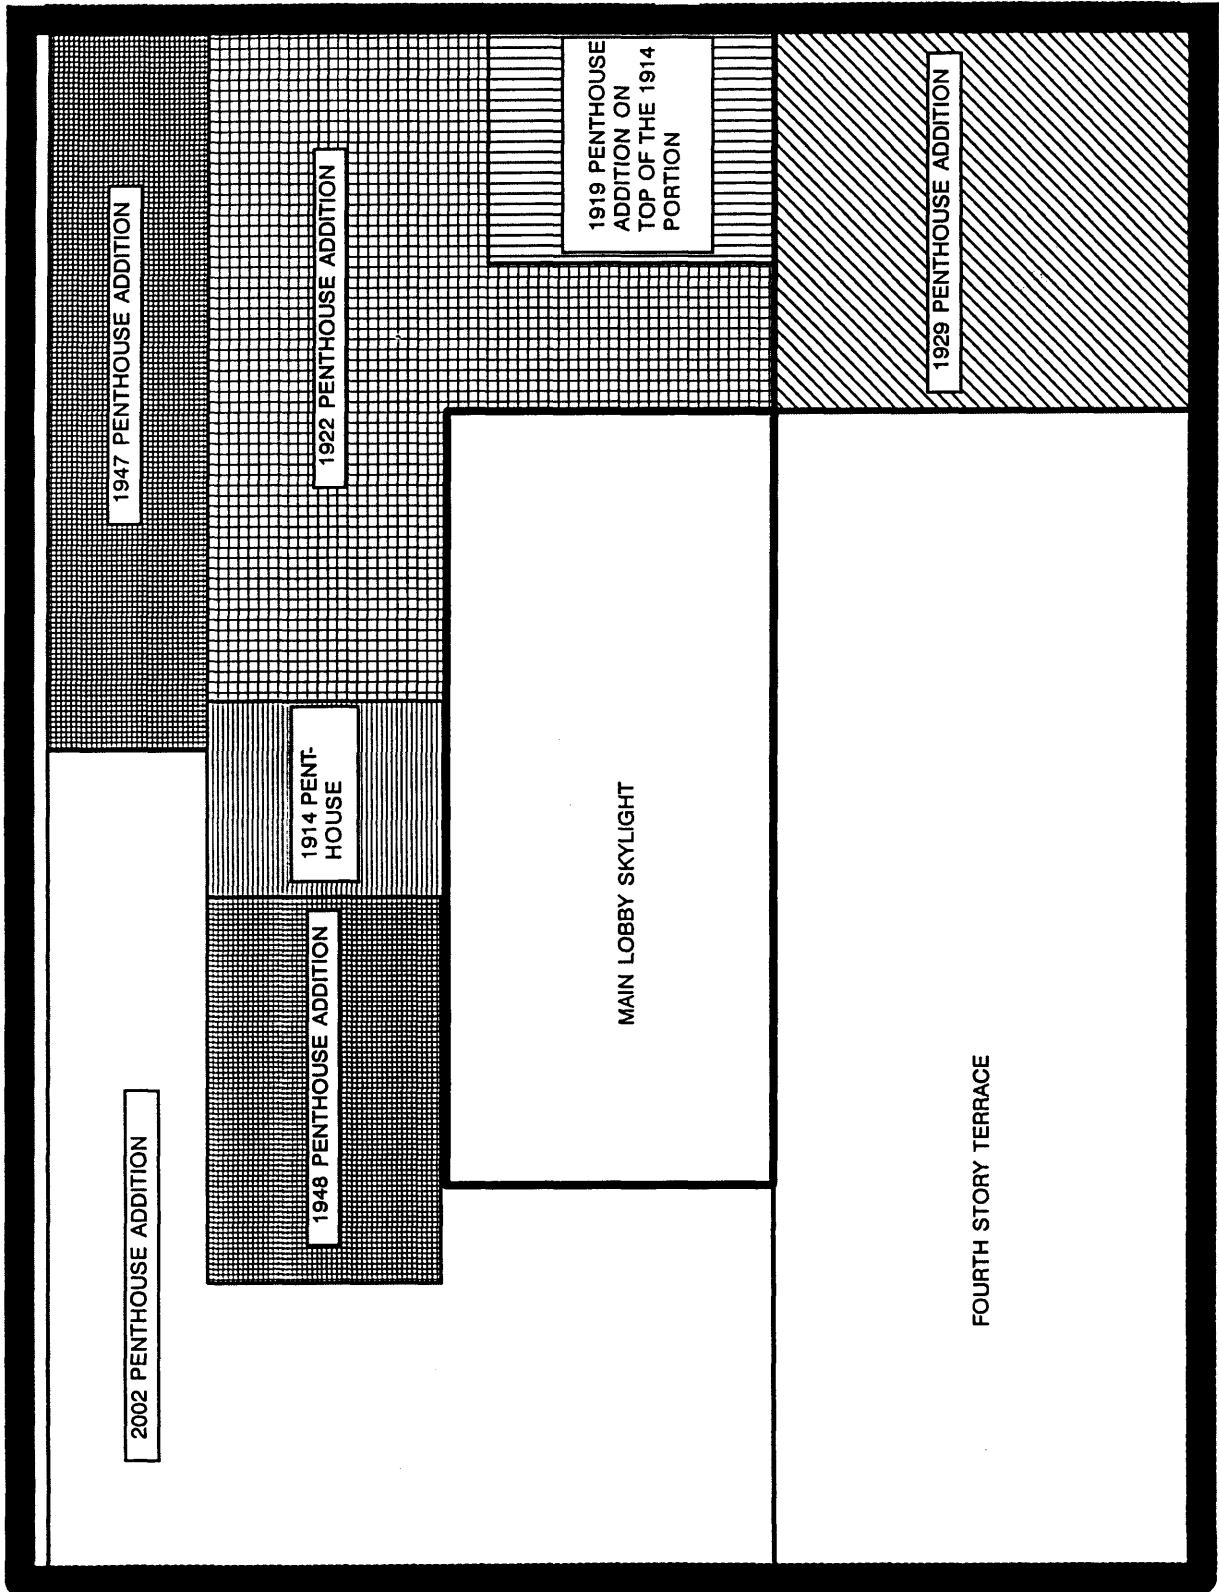 2002 PENTHOUSE ADDITION
1947 PENTHOUSE ADDITION
1948 PENTHOUSE ADDITION
1914 PENT-
HOUSE
1922 PENTHOUSE ADDITION
1919 PENTHOUSE
ADDITION ON
TOP OF THE 1914
PORTION
MAIN LOBBY SKYLIGHT
FOURTH STORY TERRACE
1929 PENTHOUSE ADDITION